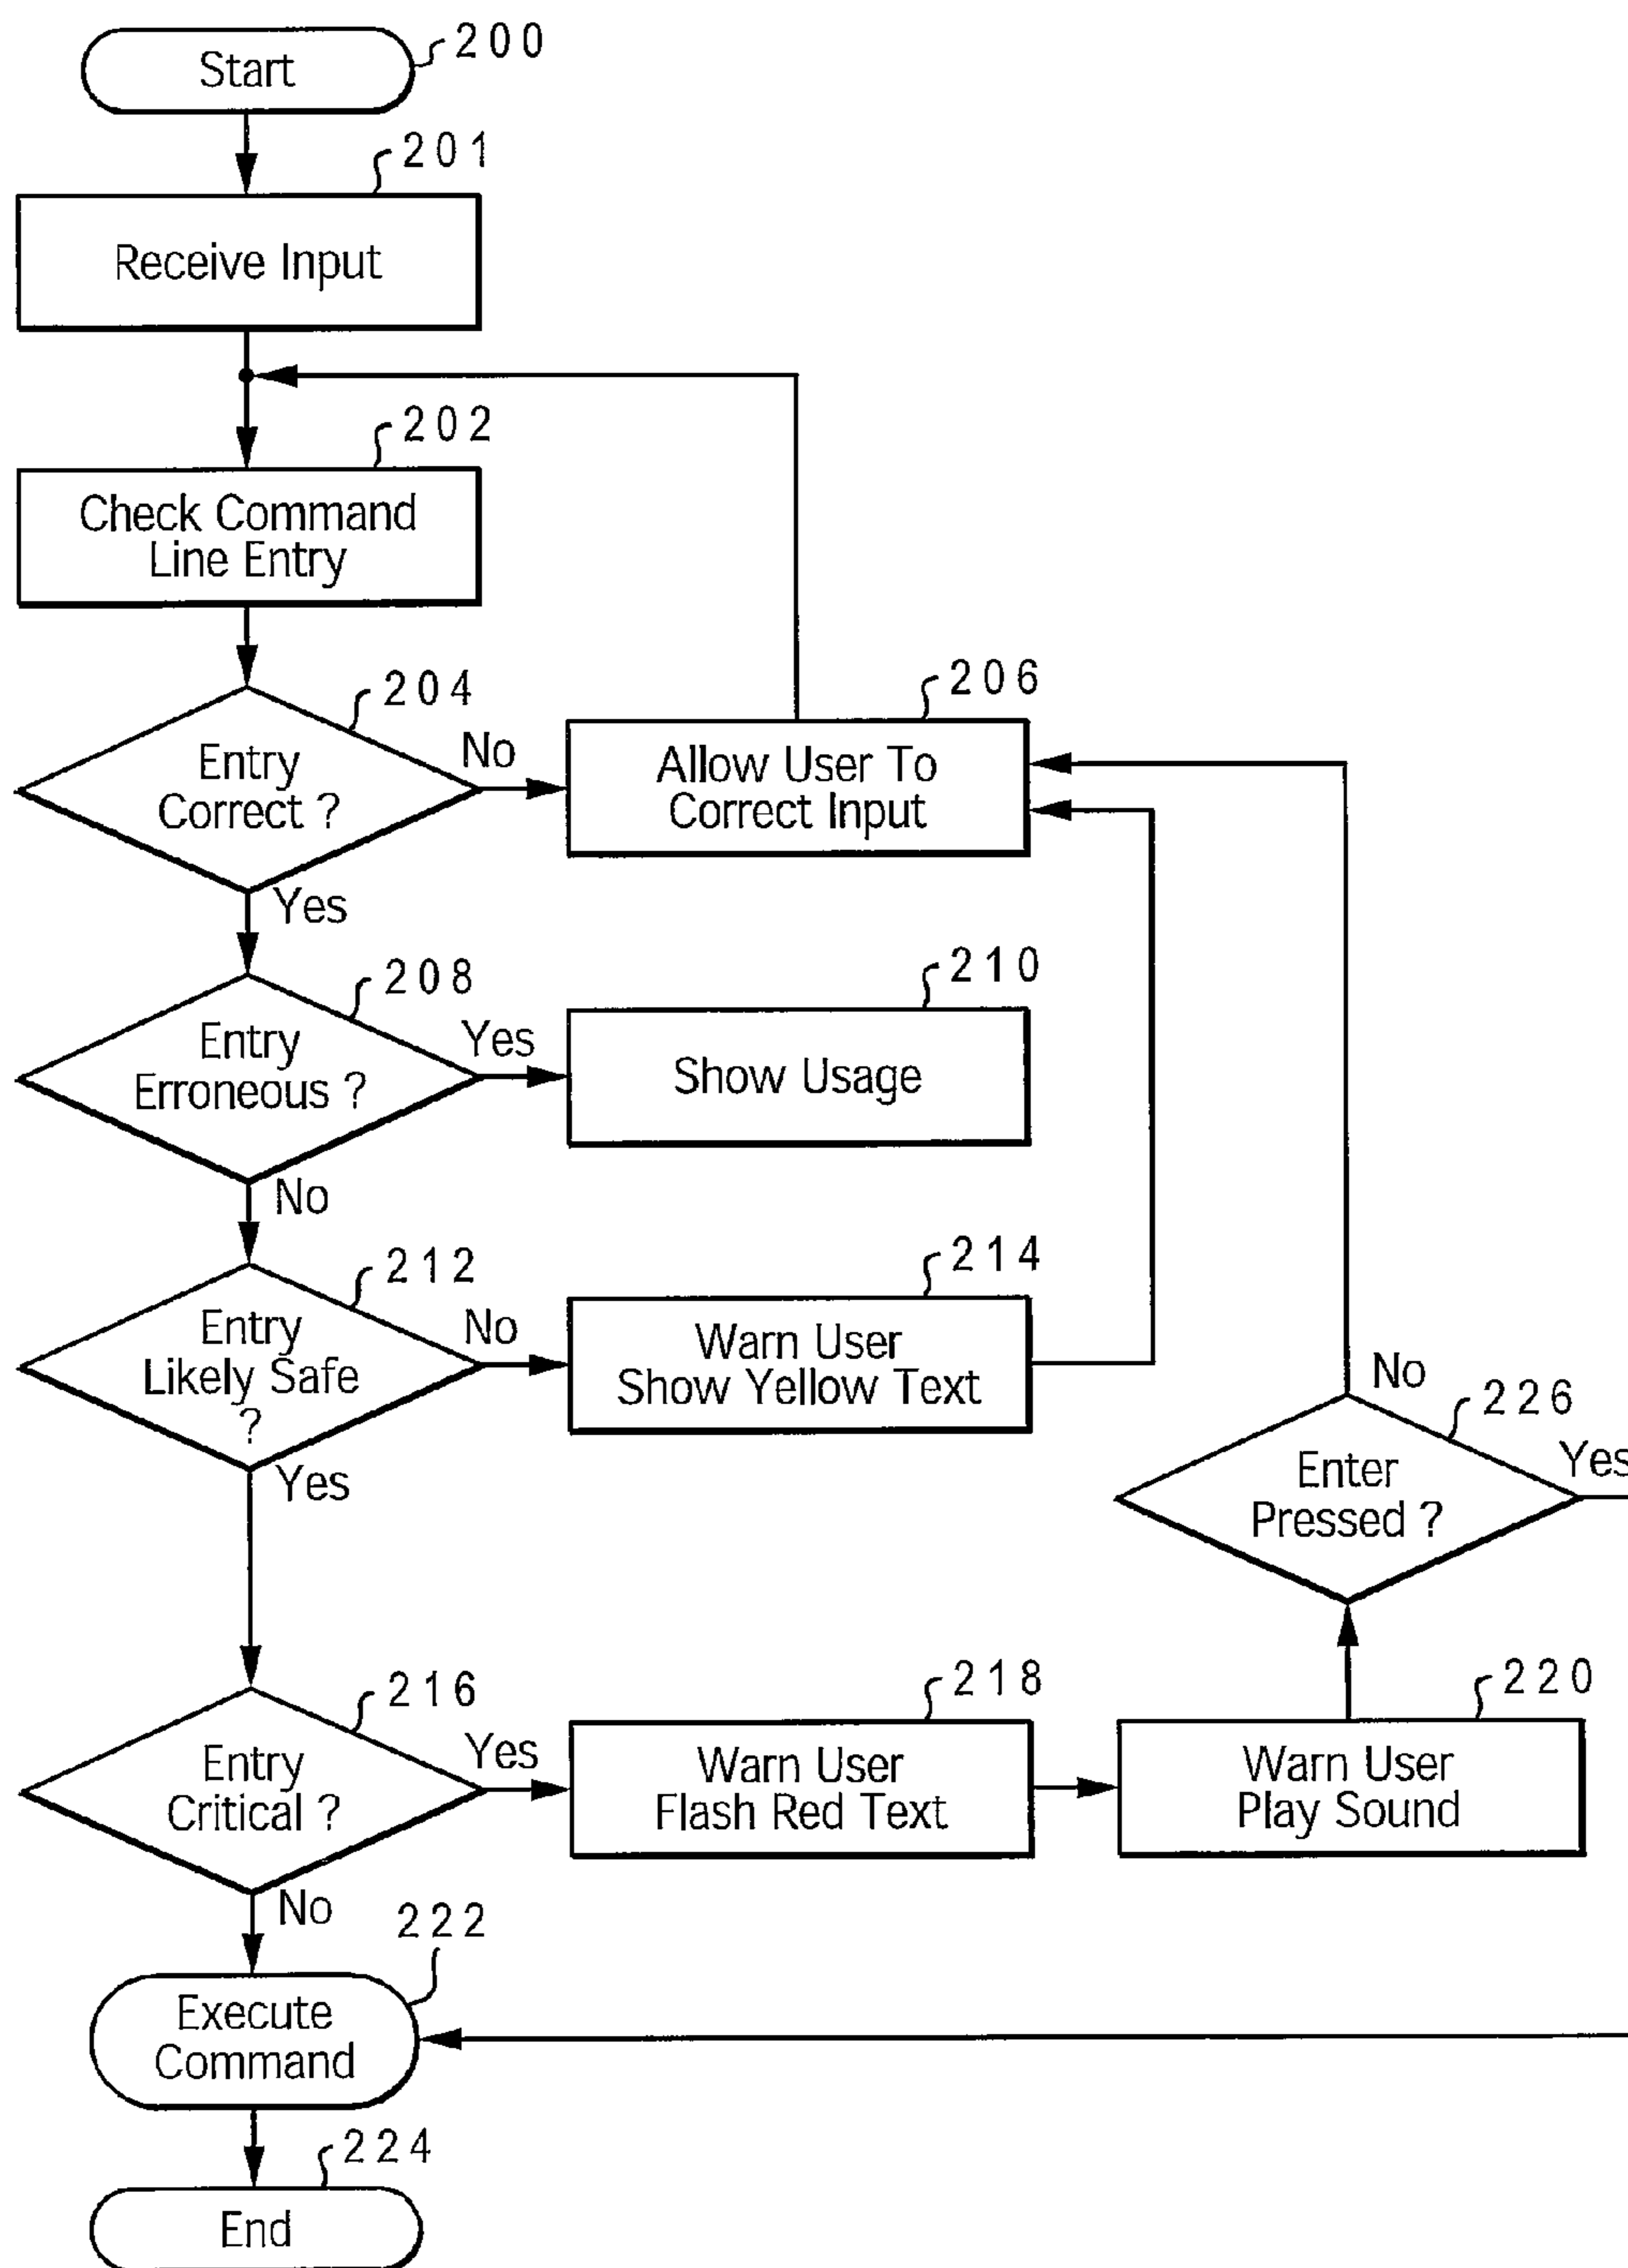 200
Start
201
Receive Input
202
Check Command
Line Entry
204
Entry
Correct ?
No
Yes
206
Allow User To
Correct Input
208
Entry
Erroneous ?
Yes
No
210
Show Usage
212
Entry
Likely Safe
?
No
Yes
214
Warn User
Show Yellow Text
No
226
Enter
Pressed ?
Yes
216
Entry
Critical ?
Yes
No
218
Warn User
Flash Red Text
220
Warn User
Play Sound
222
Execute
Command
224
End